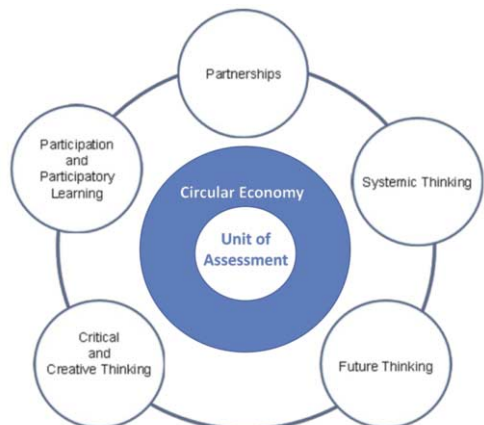 Partnerships
Participation
and
Participatory
Learning
Systemic Thinking
Circular Economy
Unit of
Assessment
Critical
and
Creative Thinking
Future Thinking